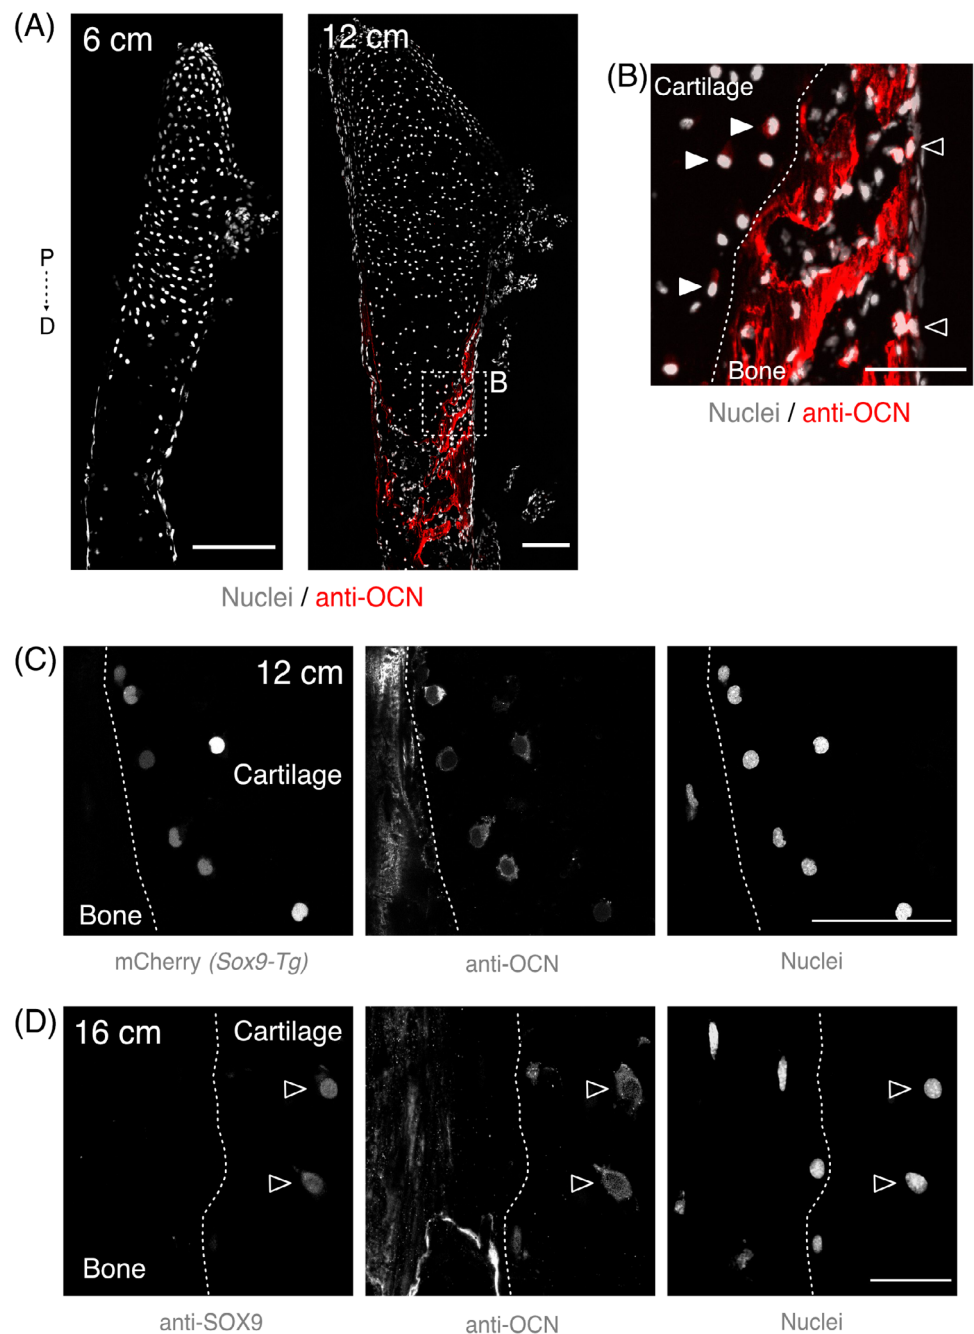 (A)
6 cm
12 cm
P
D
B
Nuclei / anti-OCN
(B)
Cartilage
Bone
Nuclei / anti-OCN
(C)
12 cm
Cartilage
Bone
mCherry (Sox9-Tg)
anti-OCN
Nuclei
(D)
16 cm
Cartilage
Bone
anti-SOX9
anti-OCN
Nuclei